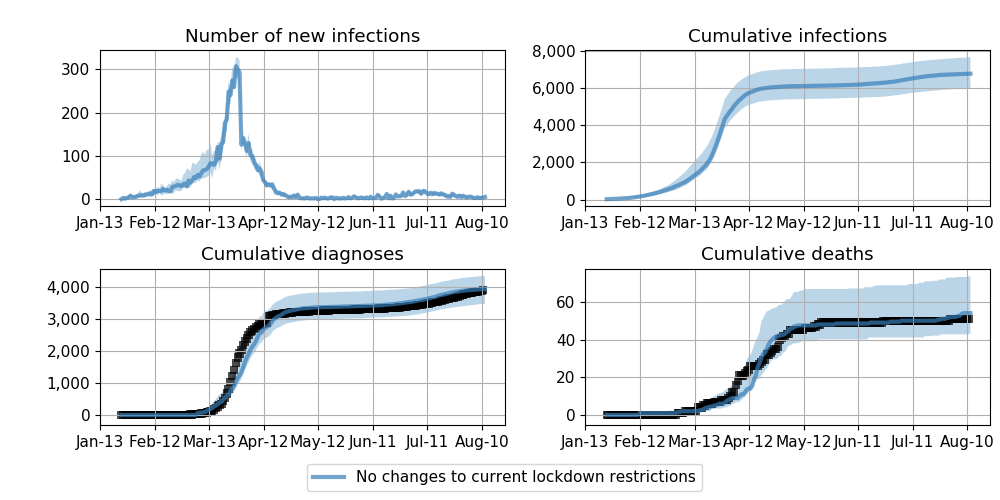 Number of new infections
Cumulative infections
300
200
100
0
8,000
6,000
4,000
2,000
0
Jan-13 Feb-12 Mar-13 Apr-12 May-12 Jun-11 Jul-11 Aug-10
Jan-13 Feb-12 Mar-13 Apr-12 May-12 Jun-11 Jul-11 Aug-10
Cumulative diagnoses
Cumulative deaths
4,000
3,000
2,000
1,000
0
60
40
20
0
Jan-13 Feb-12 Mar-13 Apr-12 May-12 Jun-11 Jul-11 Aug-10
Jan-13 Feb-12 Mar-13 Apr-12 May-12 Jun-11 Jul-11 Aug-10
No changes to current lockdown restrictions